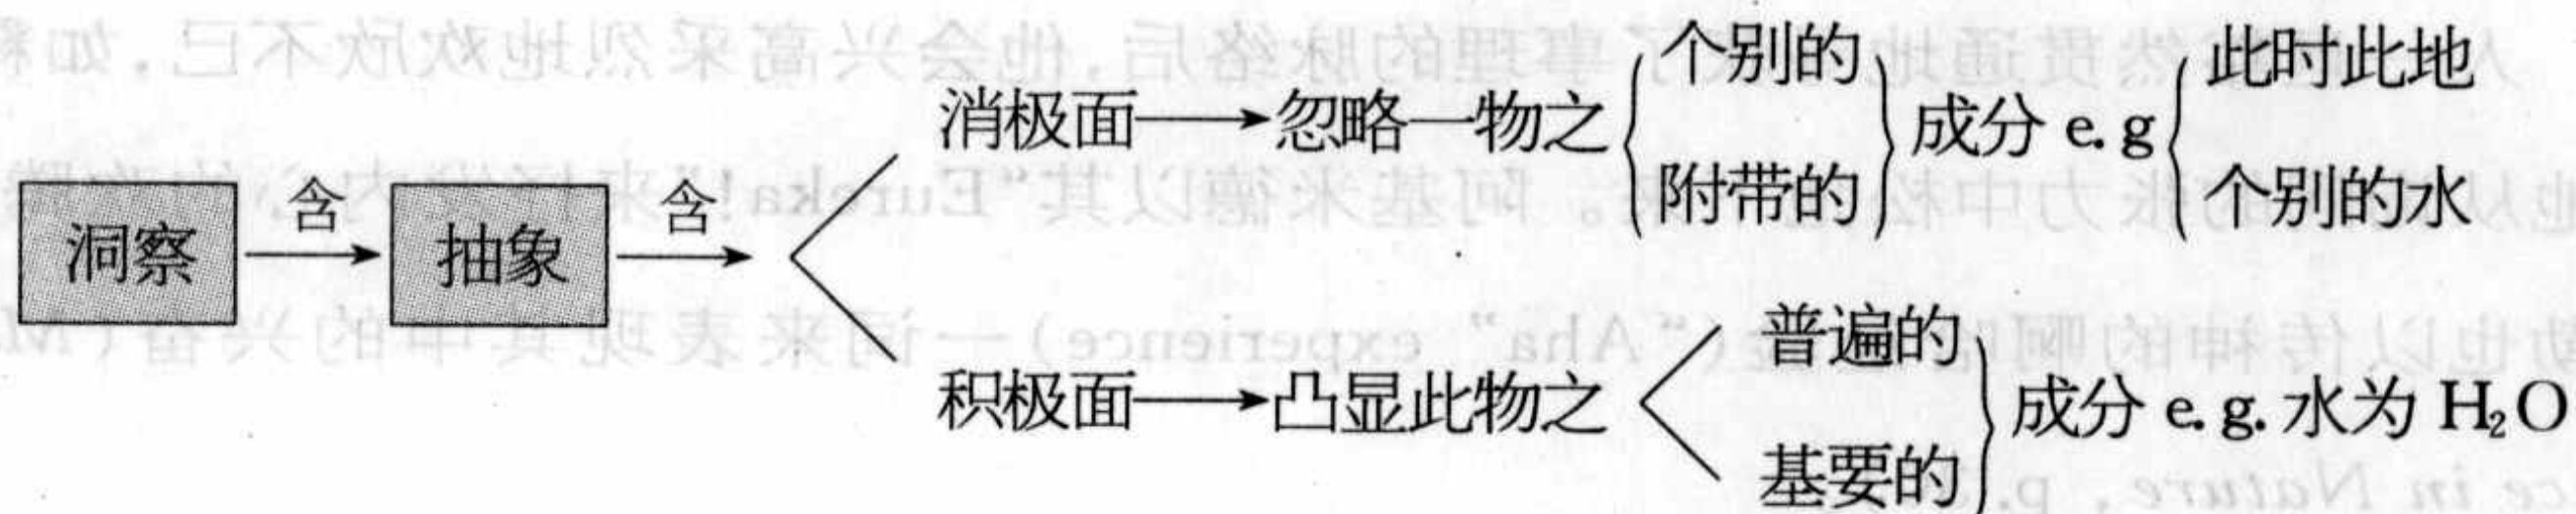 个别的 此时此地
消极面→忽略一物之 成分 e. g
附带的 个别的水
含 含
洞察 抽象
普遍的
积极面→凸显此物之 成分 e. g. 水为 H₂O
基要的